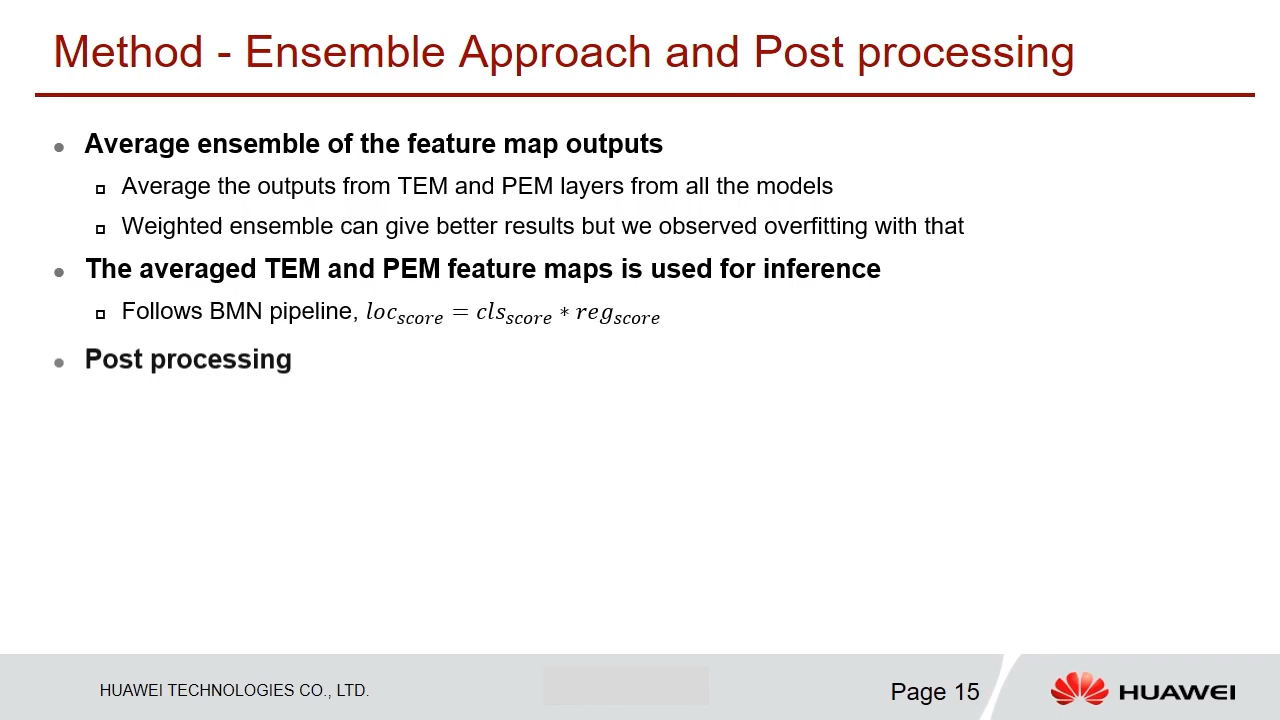 Method - Ensemble Approach and Post processing
Average ensemble of the feature map outputs
Average the outputs from TEM and PEM layers from all the models
Weighted ensemble can give better results but we observed overfitting with that
The averaged TEM and PEM feature maps is used for inference
Follows BMN pipeline, loc_score = cls_score * reg_score
Post processing
HUAWEI TECHNOLOGIES CO., LTD.
Page 15
HUAWEI